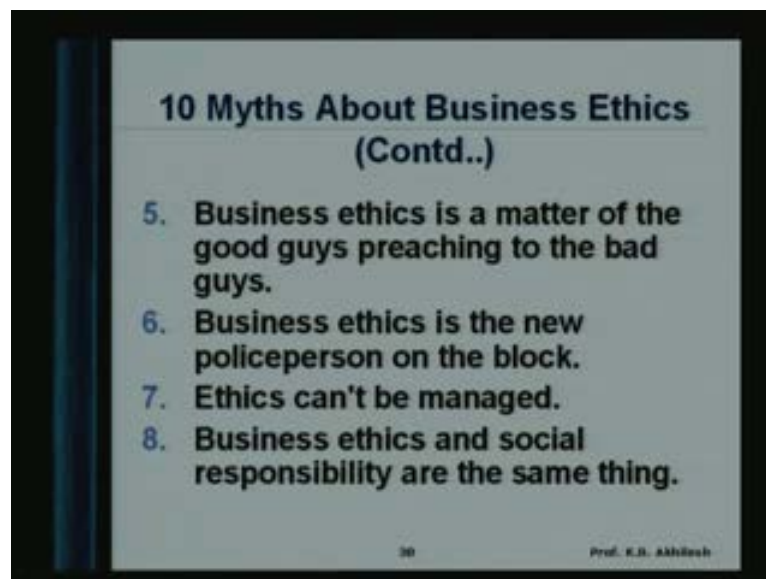 10 Myths About Business Ethics
(Contd..)
5. Business ethics is a matter of the
good guys preaching to the bad
guys.
6. Business ethics is the new
policeperson on the block.
7. Ethics can't be managed.
8. Business ethics and social
responsibility are the same thing.
30
Prof. K.B. Akhilesh